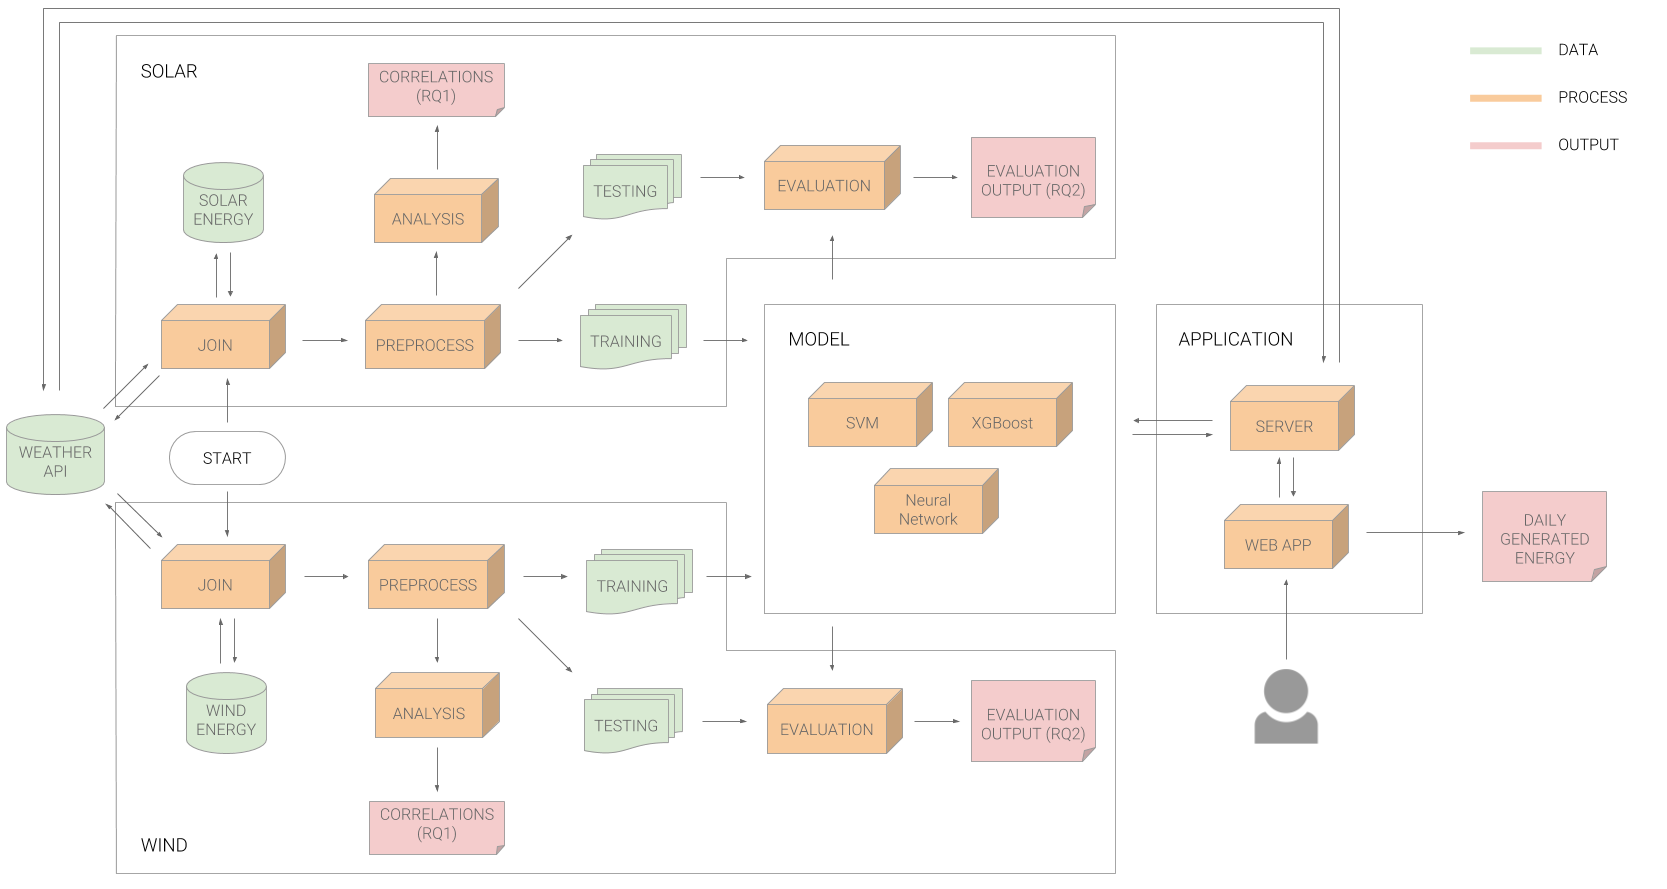 DATA
PROCESS
OUTPUT
SOLAR
CORRELATIONS
(RQ1)
SOLAR
ENERGY
ANALYSIS
TESTING
EVALUATION
EVALUATION
OUTPUT (RQ2)
JOIN
PREPROCESS
TRAINING
WEATHER
API
START
MODEL
SVM
XGBoost
Neural
Network
APPLICATION
SERVER
WEB APP
DAILY
GENERATED
ENERGY
JOIN
PREPROCESS
TRAINING
WIND
ENERGY
ANALYSIS
TESTING
EVALUATION
EVALUATION
OUTPUT (RQ2)
CORRELATIONS
(RQ1)
WIND